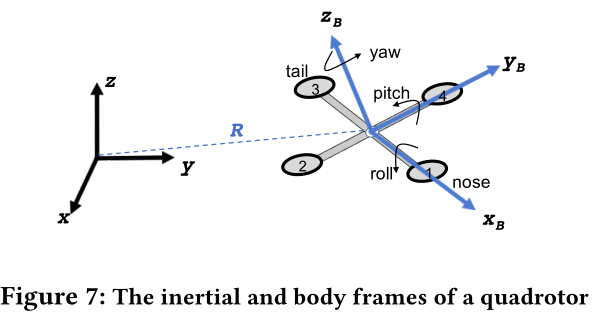 z_B
yaw
y_B
tail
3
pitch
4
z
R
y
2
roll
1
nose
x
x_B
Figure 7: The inertial and body frames of a quadrotor